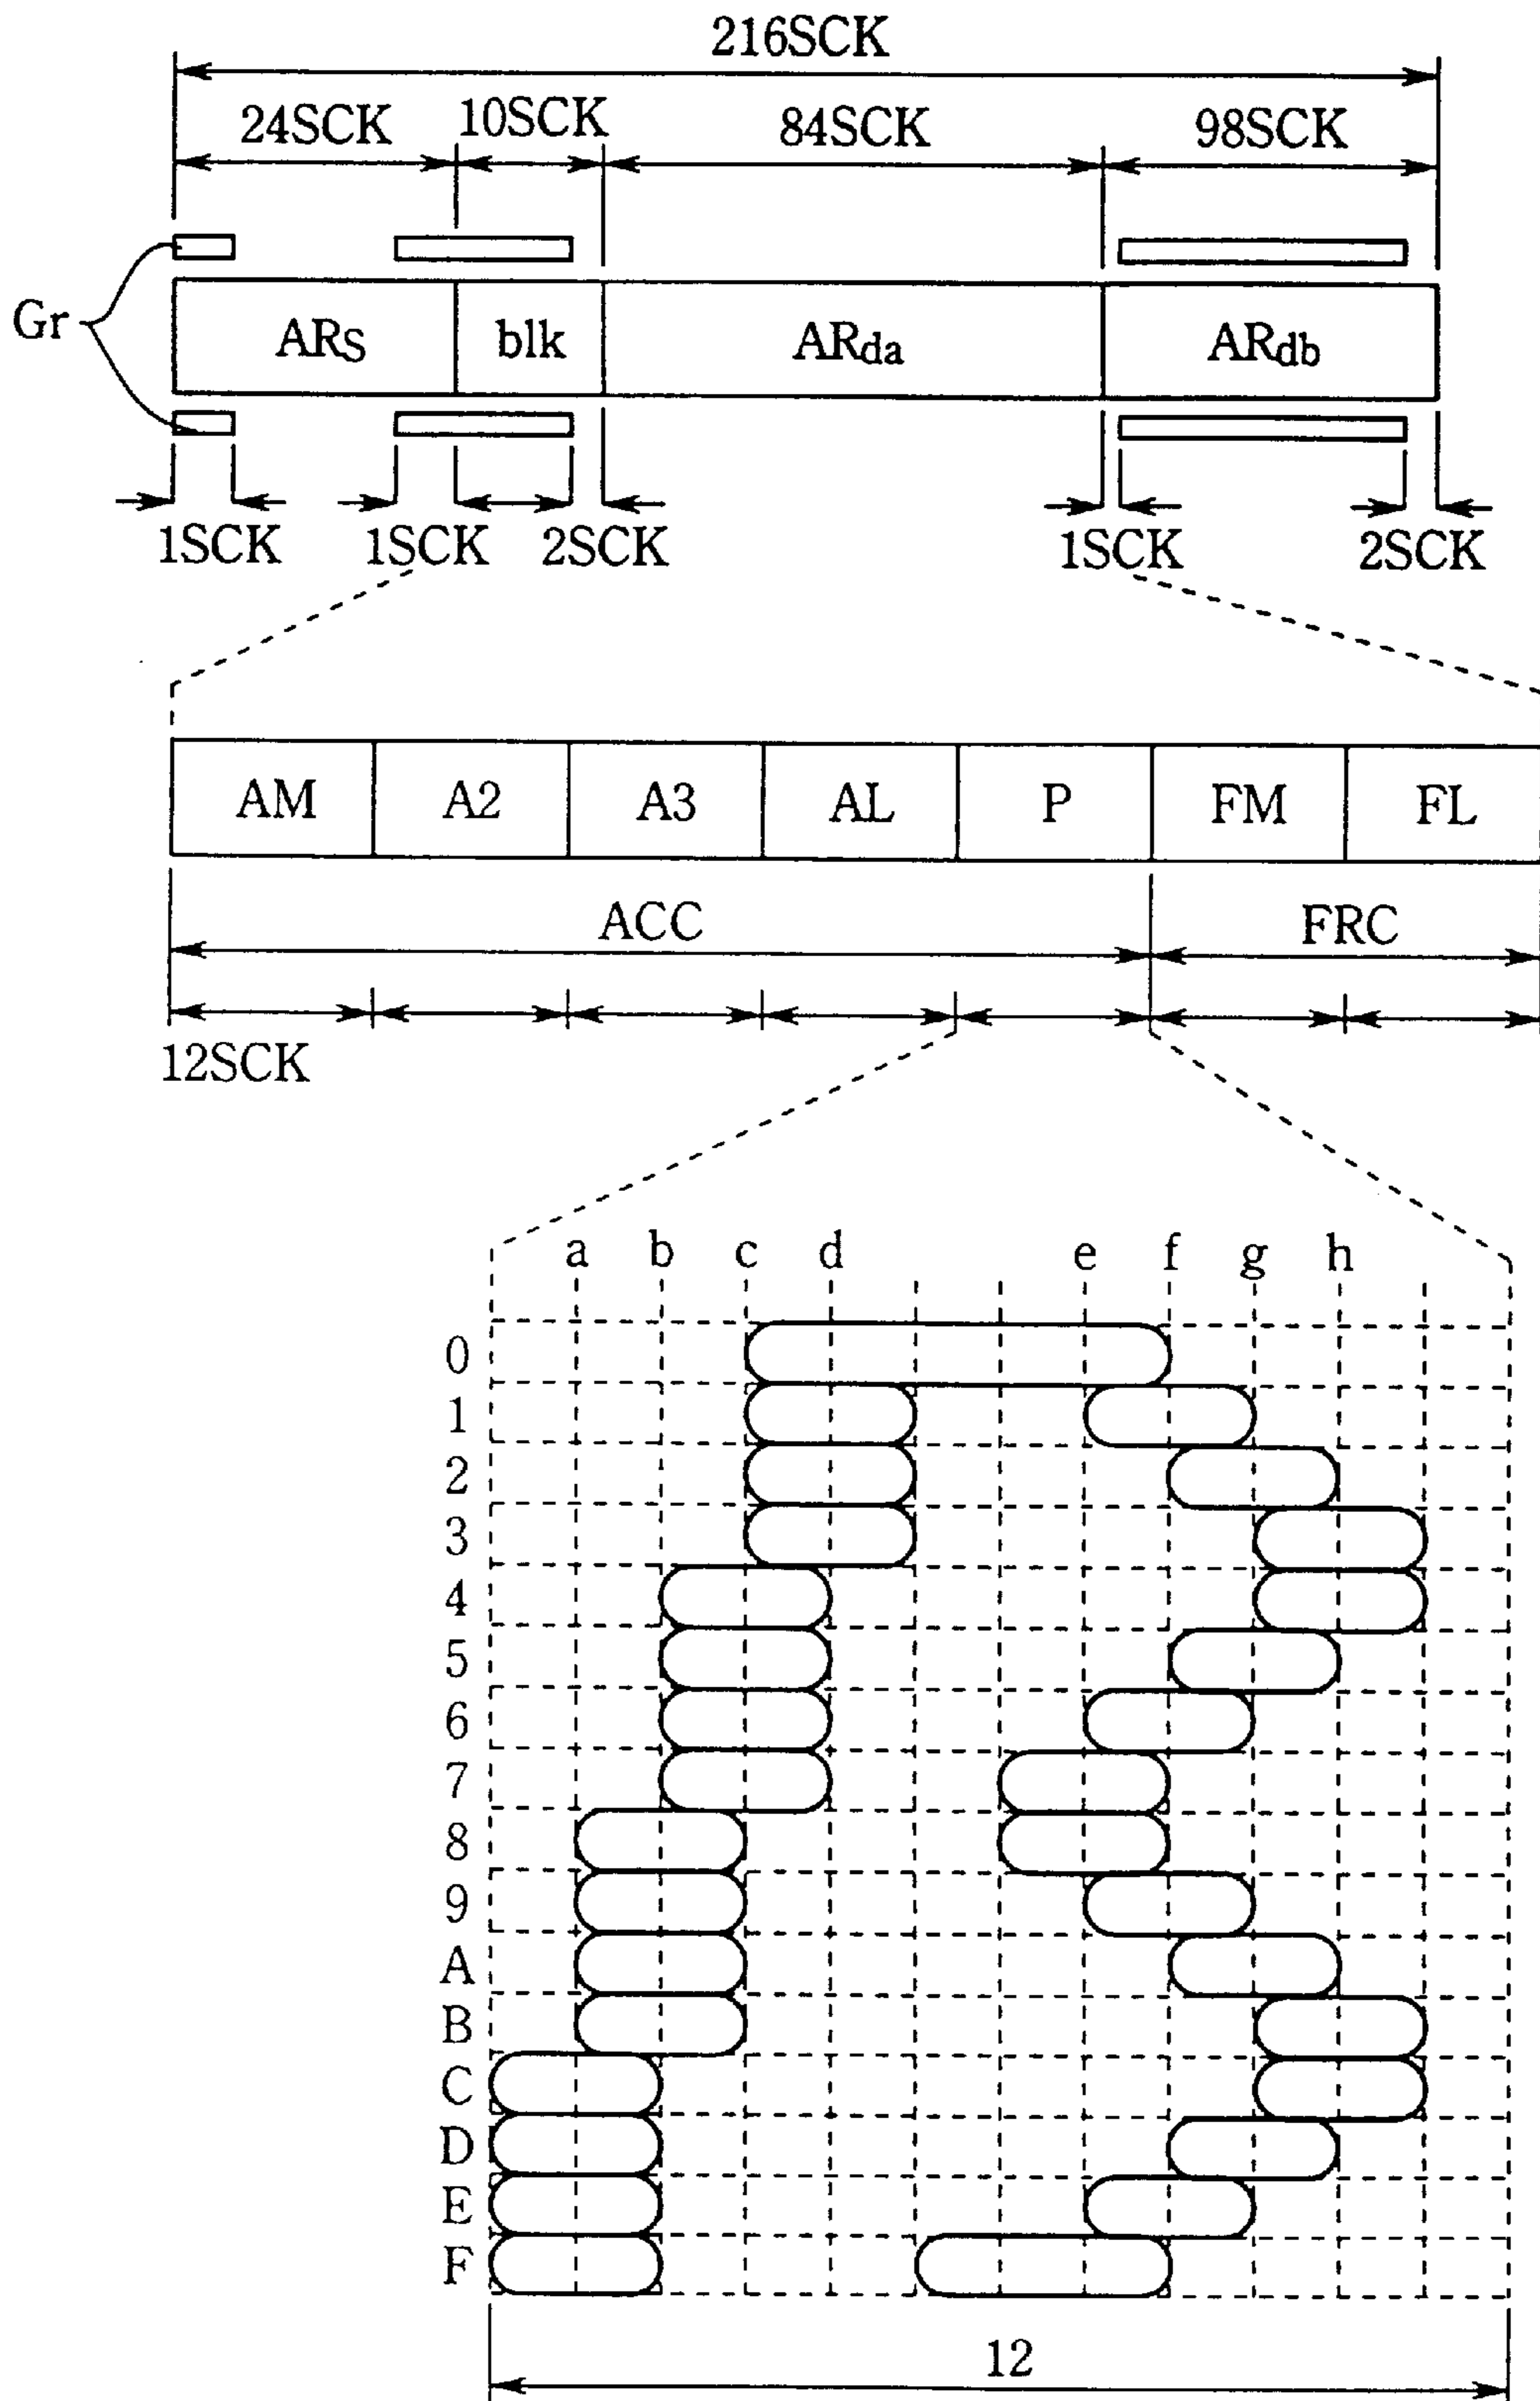 216SCK
24SCK 10SCK 84SCK 98SCK
Gr
ARS blk ARda ARdb
1SCK 1SCK 2SCK 1SCK 2SCK
AM A2 A3 AL P FM FL
ACC FRC
12SCK
a b c d e f g h
0
1
2
3
4
5
6
7
8
9
A
B
C
D
E
F
12